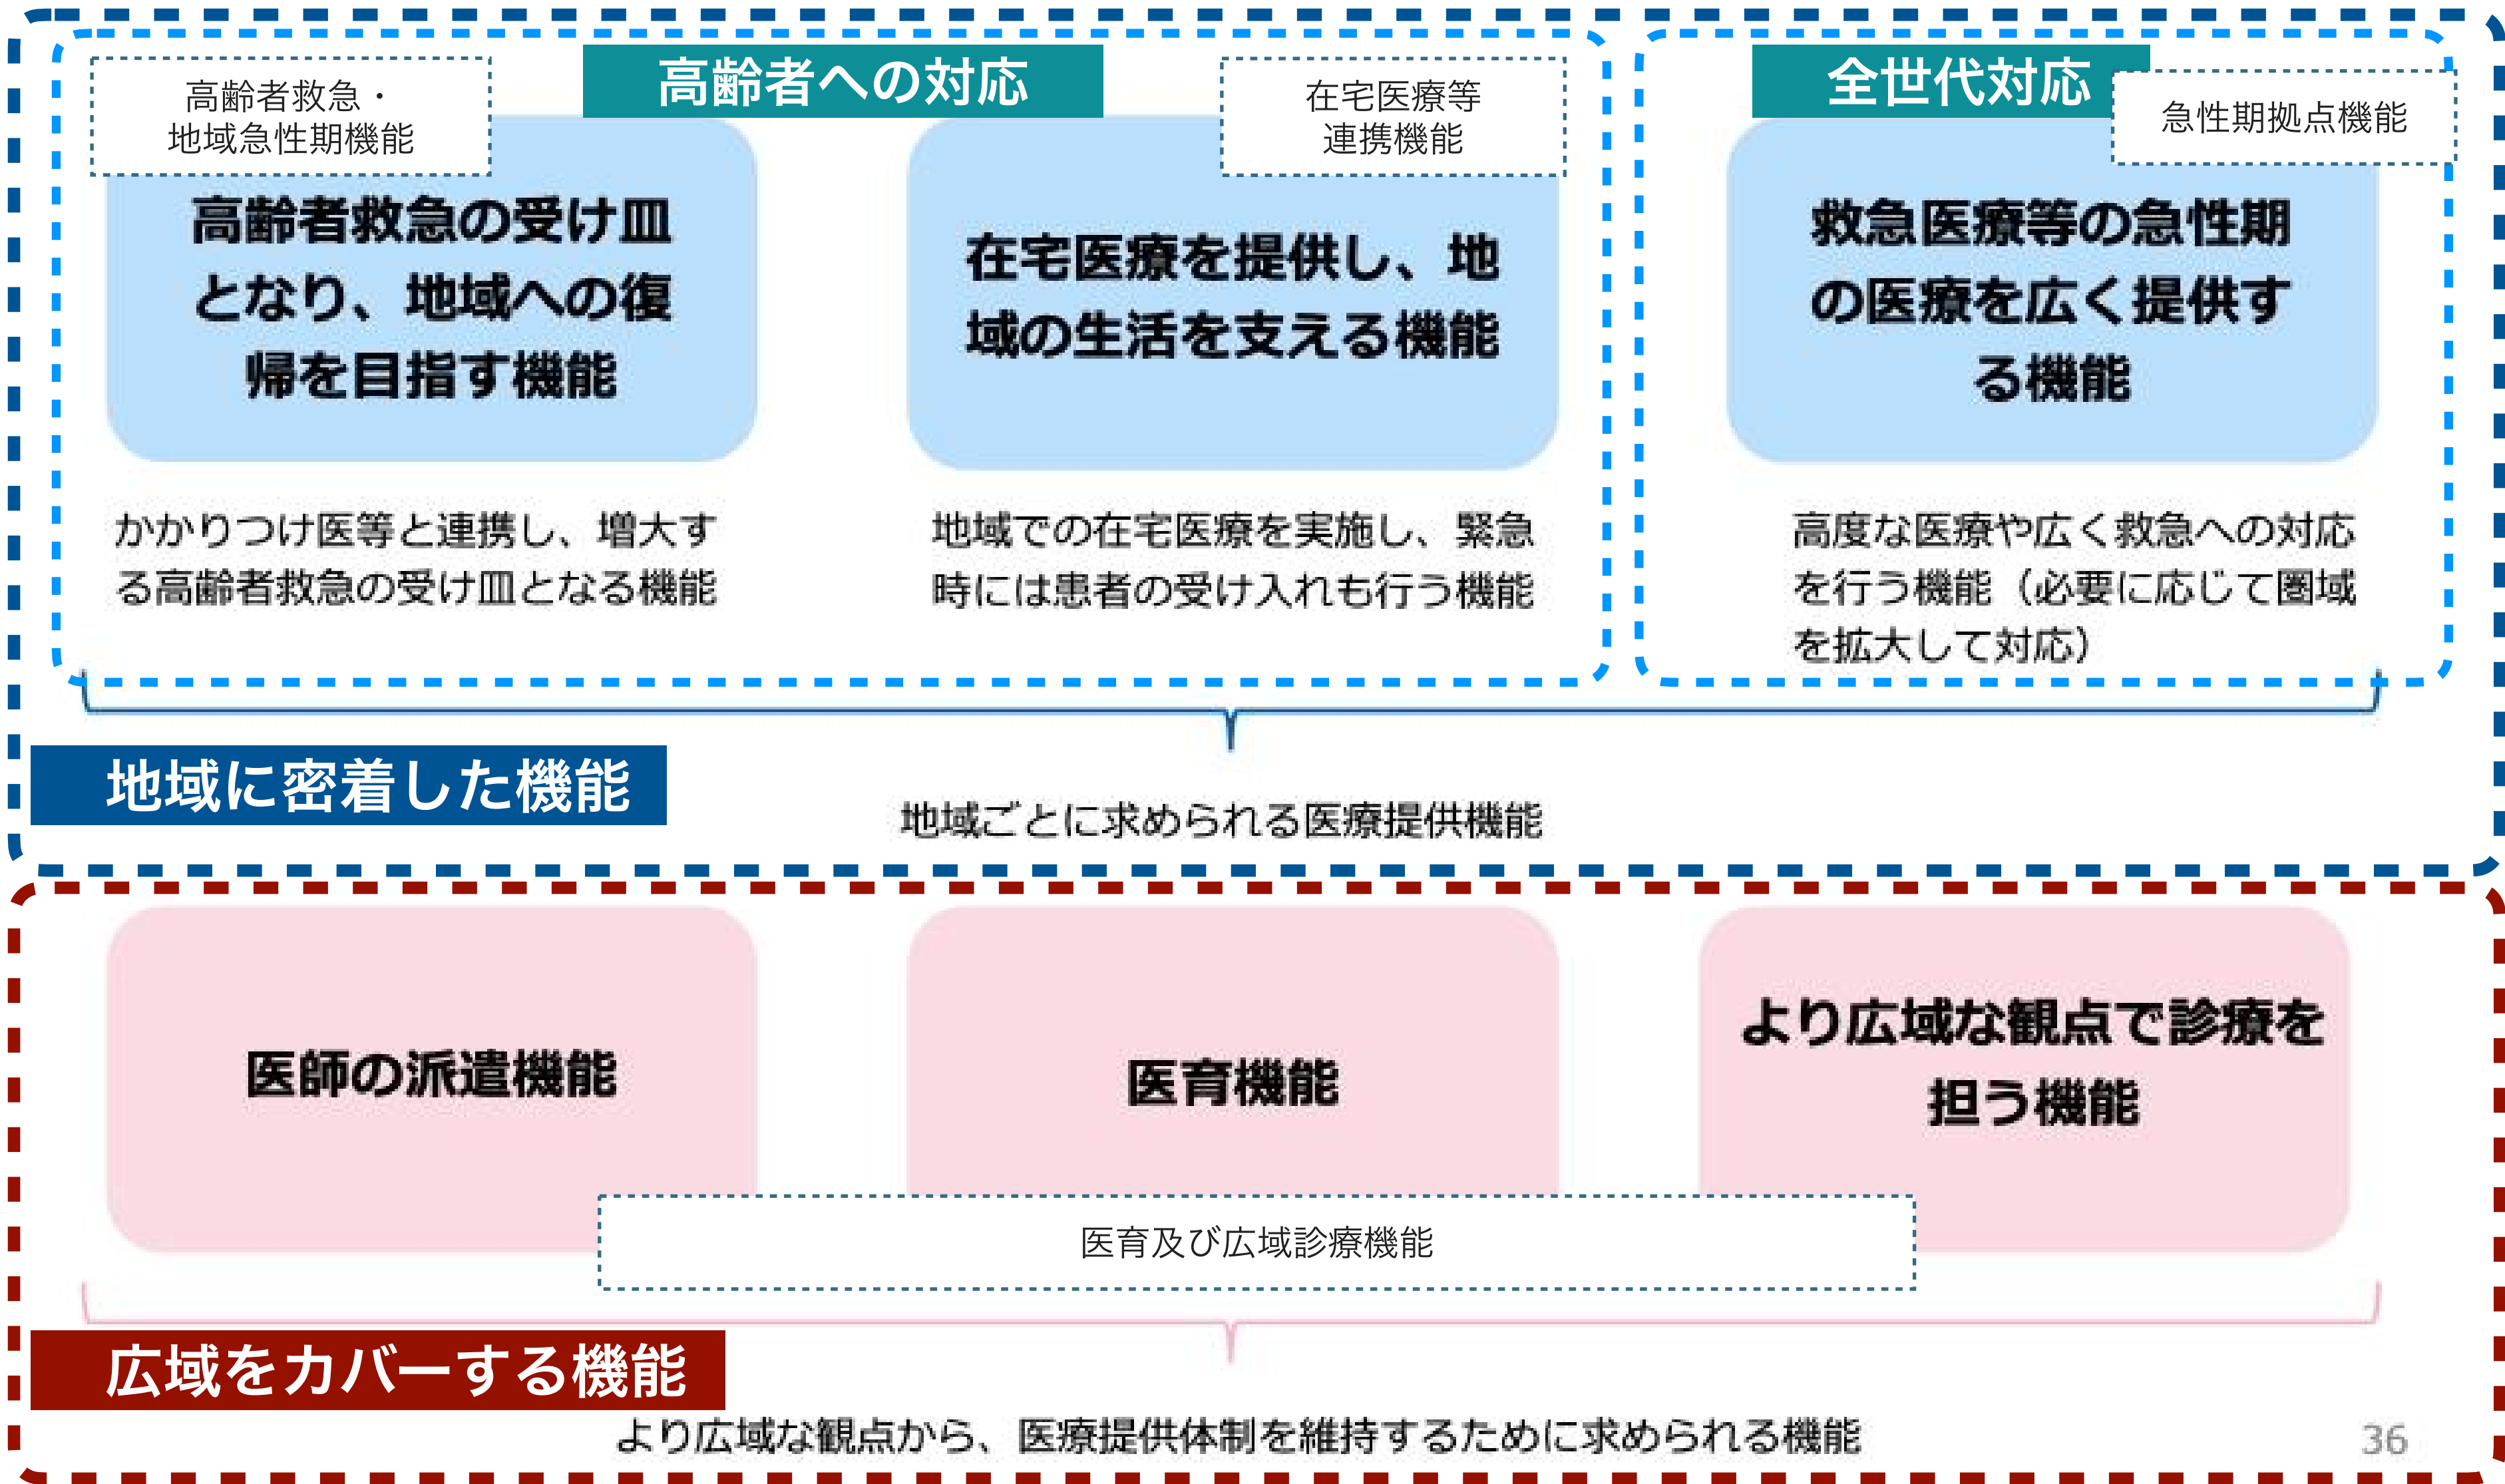 高齢者への対応
全世代対応
高齢者救急・
地域急性期機能
在宅医療等
連携機能
急性期拠点機能
高齢者救急の受け皿
となり、地域への復
帰を目指す機能
在宅医療を提供し、地
域の生活を支える機能
救急医療等の急性期
の医療を広く提供す
る機能
かかりつけ医等と連携し、増大す
る高齢者救急の受け皿となる機能
地域での在宅医療を実施し、緊急
時には患者の受け入れも行う機能
高度な医療や広く救急への対応
を行う機能（必要に応じて圏域
を拡大して対応）
地域に密着した機能
地域ごとに求められる医療提供機能
医師の派遣機能
医育機能
より広域な観点で診療を
担う機能
医育及び広域診療機能
広域をカバーする機能
より広域な観点から、医療提供体制を維持するために求められる機能
36